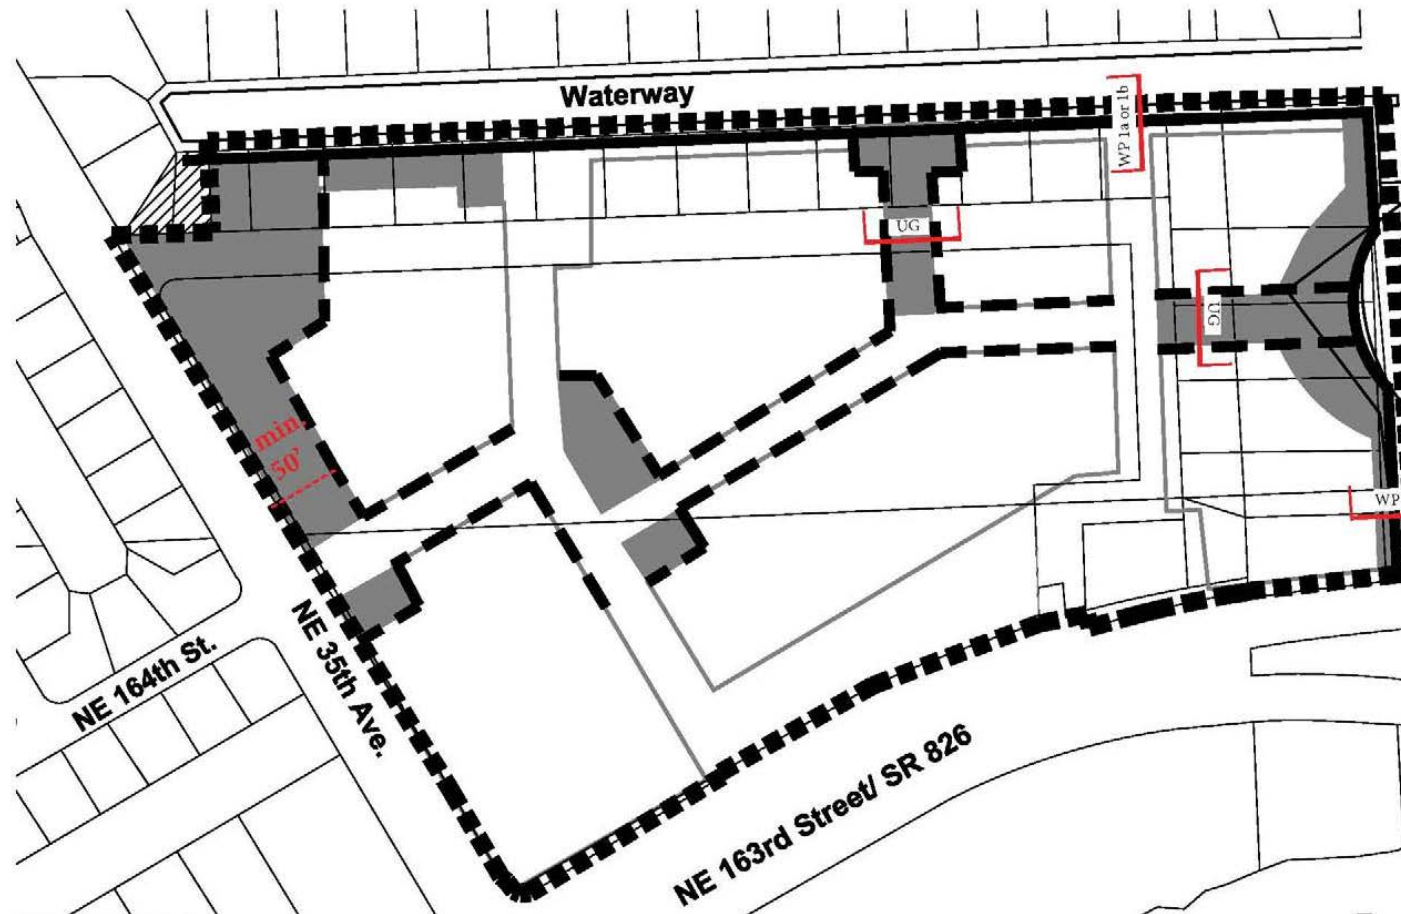 Waterway
WP 1a or 1b
UG
UG
min.
50’
WP
NE 164th St.
NE 35th Ave.
NE 163rd Street/ SR 826